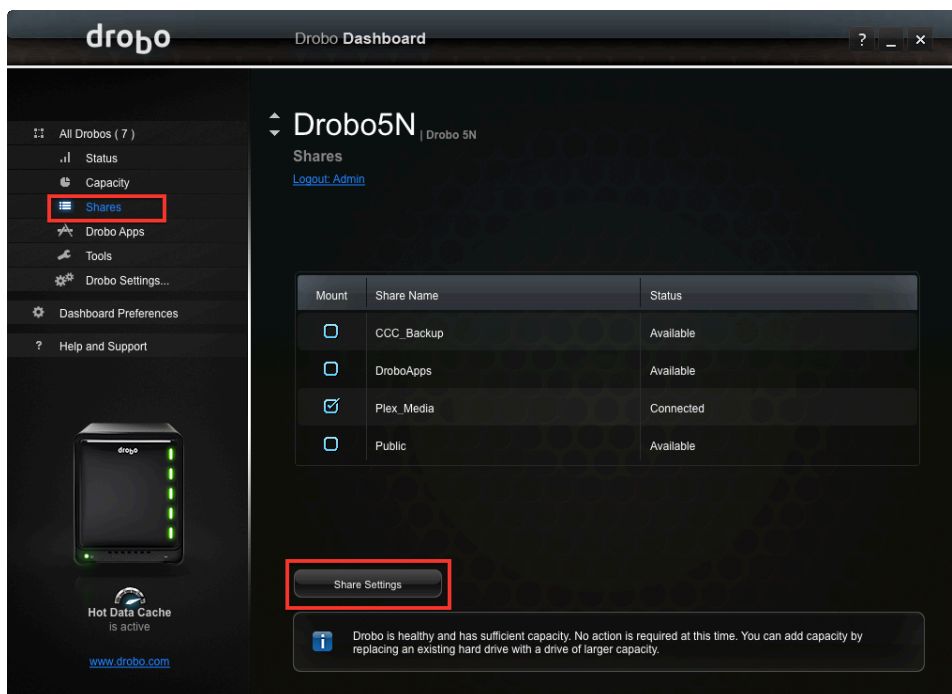 drobo
Drobo Dashboard
? _ ×
All Drobos ( 7 )
Status
Capacity
Shares
Drobo Apps
Tools
Drobo Settings...
Dashboard Preferences
? Help and Support
drobo
Hot Data Cache
is active
www.drobo.com
Drobo5N | Drobo 5N
Shares
Logout: Admin
Mount Share Name Status
CCC_Backup Available
DroboApps Available
Plex_Media Connected
Public Available
Share Settings
i
Drobo is healthy and has sufficient capacity. No action is required at this time. You can add capacity by
replacing an existing hard drive with a drive of larger capacity.